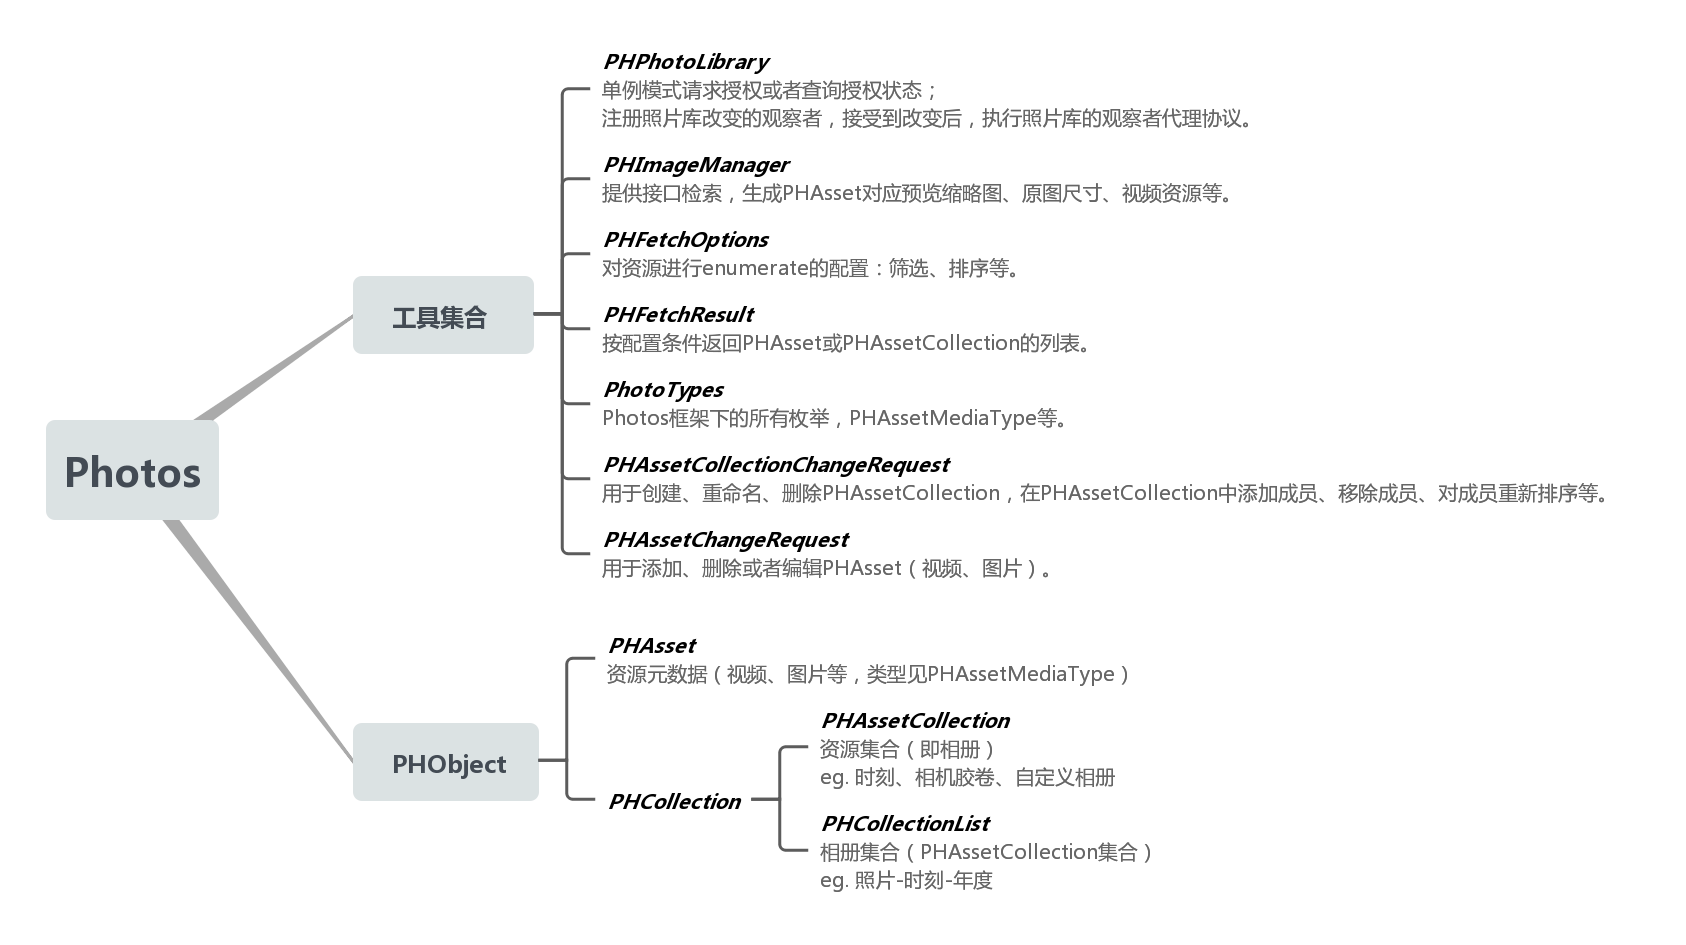 Photos
工具集合
PHPhotoLibrary
单例模式请求授权或者查询授权状态；
注册照片库改变的观察者，接受到改变后，执行照片库的观察者代理协议。
PHImageManager
提供接口检索，生成PHAsset对应预览缩略图、原图尺寸、视频资源等。
PHFetchOptions
对资源进行enumerate的配置：筛选、排序等。
PHFetchResult
按配置条件返回PHAsset或PHAssetCollection的列表。
PhotoTypes
Photos框架下的所有枚举，PHAssetMediaType等。
PHAssetCollectionChangeRequest
用于创建、重命名、删除PHAssetCollection，在PHAssetCollection中添加成员、移除成员、对成员重新排序等。
PHAssetChangeRequest
用于添加、删除或者编辑PHAsset（视频、图片）。
PHObject
PHAsset
资源元数据（视频、图片等，类型见PHAssetMediaType）
PHCollection
PHAssetCollection
资源集合（即相册）
eg. 时刻、相机胶卷、自定义相册
PHCollectionList
相册集合（PHAssetCollection集合）
eg. 照片-时刻-年度